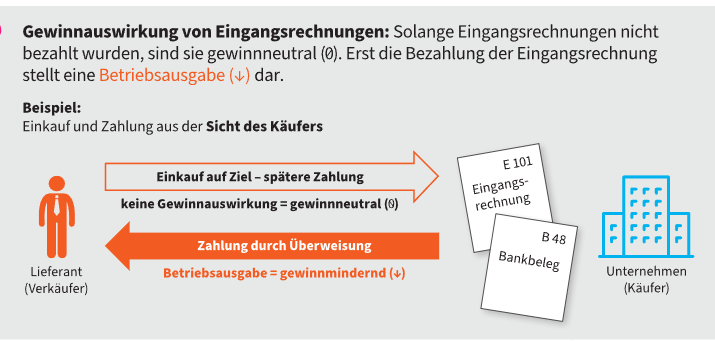 Gewinnauswirkung von Eingangsrechnungen: Solange Eingangsrechnungen nicht
bezahlt wurden, sind sie gewinnneutral (0). Erst die Bezahlung der Eingangsrechnung
stellt eine Betriebsausgabe (↓) dar.
Beispiel:
Einkauf und Zahlung aus der Sicht des Käufers
Einkauf auf Ziel – spätere Zahlung
keine Gewinnauswirkung = gewinnneutral (0)
Zahlung durch Überweisung
Betriebsausgabe = gewinnmindernd (↓)
Lieferant
(Verkäufer)
E 101
Eingangs-
rechnung
B 48
Bankbeleg
Unternehmen
(Käufer)